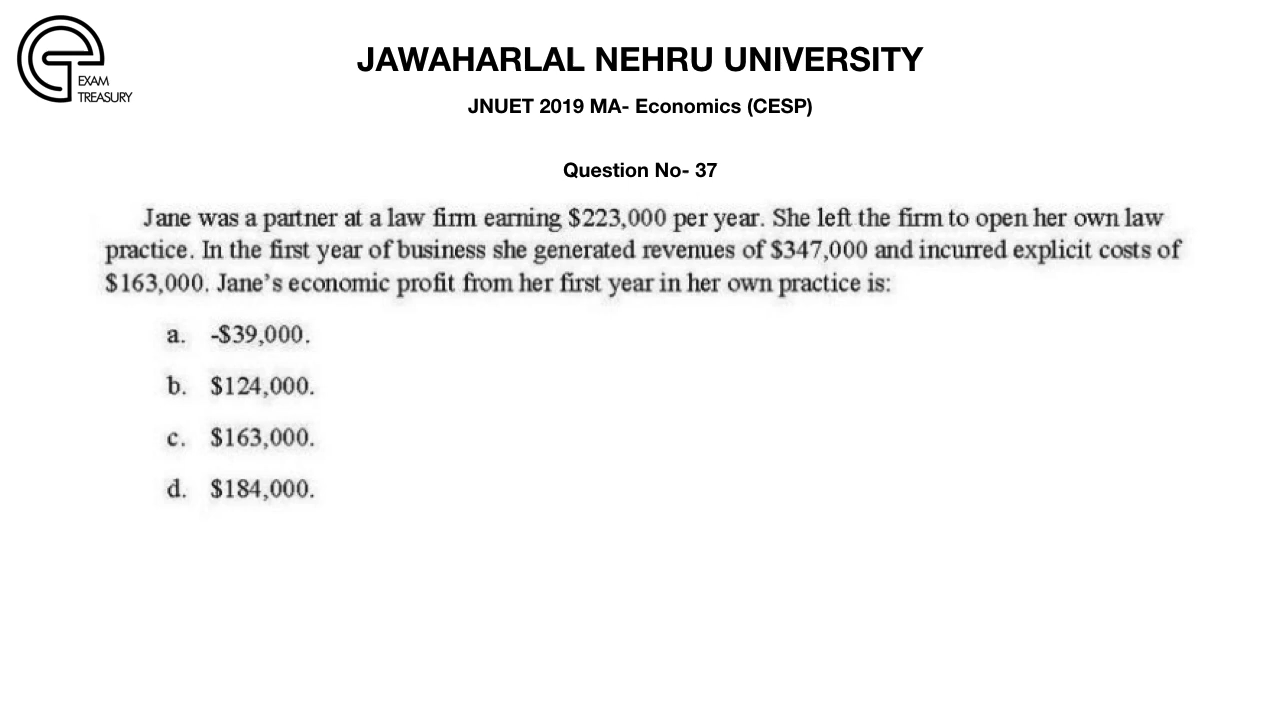 EXAM
TREASURY
JAWAHARLAL NEHRU UNIVERSITY
JNUET 2019 MA- Economics (CESP)
Question No- 37
Jane was a partner at a law firm earning $223,000 per year. She left the firm to open her own law
practice. In the first year of business she generated revenues of $347,000 and incurred explicit costs of
$163,000. Jane's economic profit from her first year in her own practice is:
a. -$39,000.
b. $124,000.
c. $163,000.
d. $184,000.